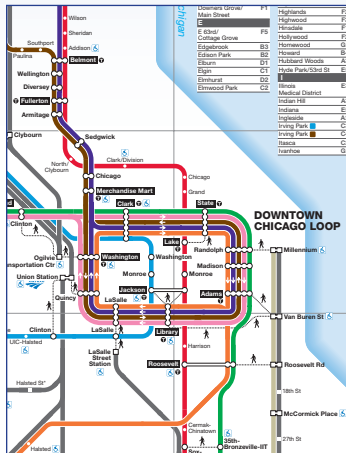 Wilson
Sheridan
Addison
Southport
Paulina
Belmont
Wellington
Diversey
Fullerton
Armitage
Clybourn
Sedgwick
North/
Clybourn
Clark/Division
Chicago
Chicago
Grand
Merchandise Mart
Clark
State
Clinton
Lake
Randolph
DOWNTOWN
CHICAGO LOOP
Ogilvie
nsportation Ctr
Washington
Washington
Millennium
Union Station
Monroe
Monroe
Madison
Quincy
Jackson
Adams
LaSalle
Library
Van Buren St
Clinton
UIC-Halsted
LaSalle
LaSalle
Street
Station
Harrison
Roosevelt
Roosevelt Rd
Halsted St*
18th St
McCormick Place
Cermak-
Chinatown
Halsted
35th-
Bronzeville-IIT
Sox-
27th St
higan
Downers Grove/ F1
Main Street
E
E 63rd/ F5
Cottage Grove
Edgebrook B3
Edison Park B2
Elburn D1
Elgin C1
Elmhurst D2
Elmwood Park C2
Highlands
Highwood
Hinsdale
Hollywood
Homewood
Howard
Hubbard Woods
Hyde Park/53rd St
I
Illinois
Medical District
Indian Hill
Indiana
Ingleside
Irving Park
Irving Park
Itasca
Ivanhoe